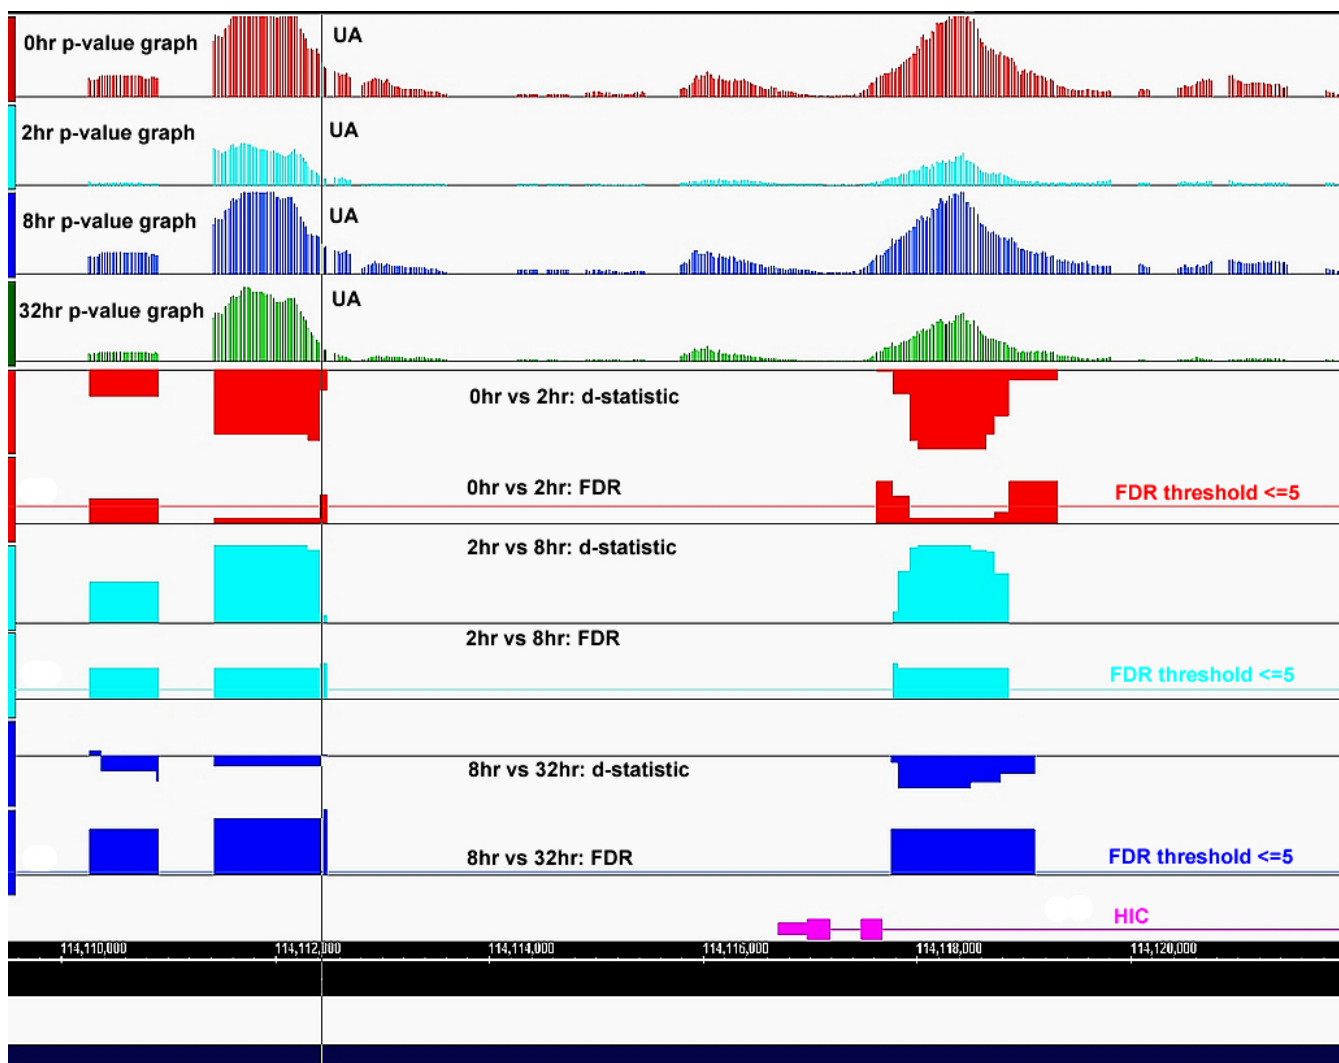 0hr p-value graph UA
2hr p-value graph UA
8hr p-value graph UA
32hr p-value graph UA
0hr vs 2hr: d-statistic
0hr vs 2hr: FDR FDR threshold <=5
2hr vs 8hr: d-statistic
2hr vs 8hr: FDR
FDR threshold <=5
8hr vs 32hr: d-statistic
8hr vs 32hr: FDR FDR threshold <=5
HIC
114,110,000 114,112,000 114,114,000 114,116,000 114,118,000 114,120,000